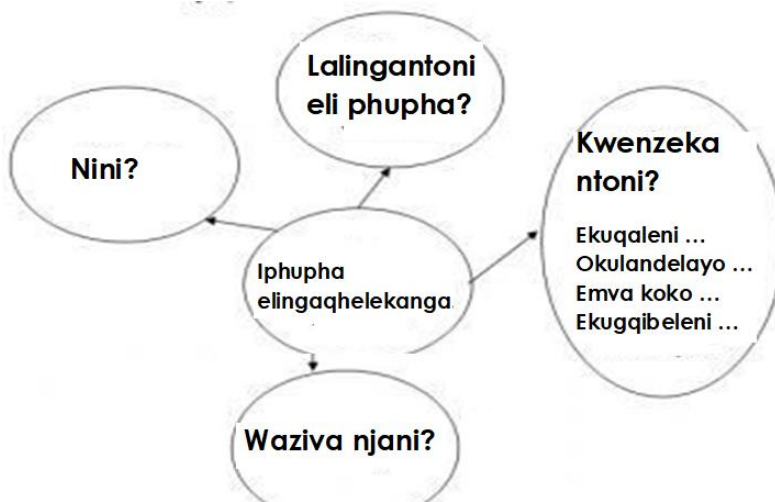 Lalingantoni
eli phupha?
Nini?
Kwenzeka
ntoni?
Ekuqaleni ...
Okulandelayo ...
Emva koko ...
Ekugqibeleni ...
Iphupha
elingaqhelekanga
Waziva njani?